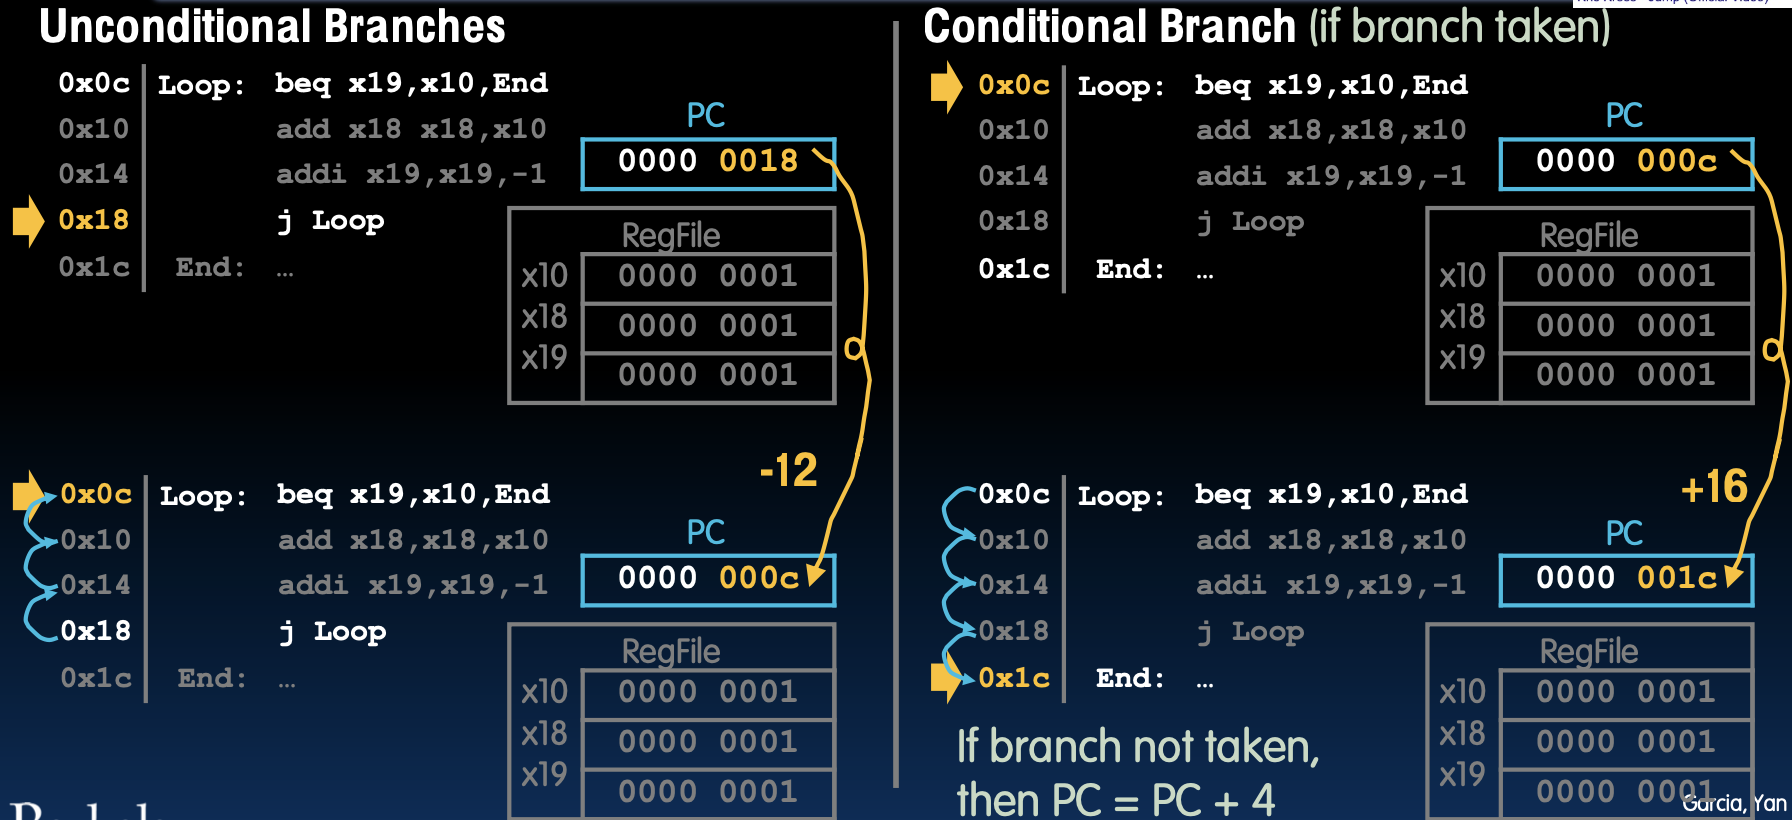 Unconditional Branches
0x0c Loop: beq x19,x10,End
0x10 add x18 x18,x10
0x14 addi x19,x19,-1
0x18 j Loop
0x1c End: …
PC
0000 0018
RegFile
x10 0000 0001
x18 0000 0001
x19 0000 0001
-12
0x0c Loop: beq x19,x10,End
0x10 add x18,x18,x10
0x14 addi x19,x19,-1
0x18 j Loop
0x1c End: …
PC
0000 000c
RegFile
x10 0000 0001
x18 0000 0001
x19 0000 0001
Conditional Branch (if branch taken)
0x0c Loop: beq x19,x10,End
0x10 add x18,x18,x10
0x14 addi x19,x19,-1
0x18 j Loop
0x1c End: …
PC
0000 000c
RegFile
x10 0000 0001
x18 0000 0001
x19 0000 0001
+16
0x0c Loop: beq x19,x10,End
0x10 add x18,x18,x10
0x14 addi x19,x19,-1
0x18 j Loop
0x1c End: …
PC
0000 001c
RegFile
x10 0000 0001
x18 0000 0001
x19 0000 0001
If branch not taken,
then PC = PC + 4
Garcia, Yan